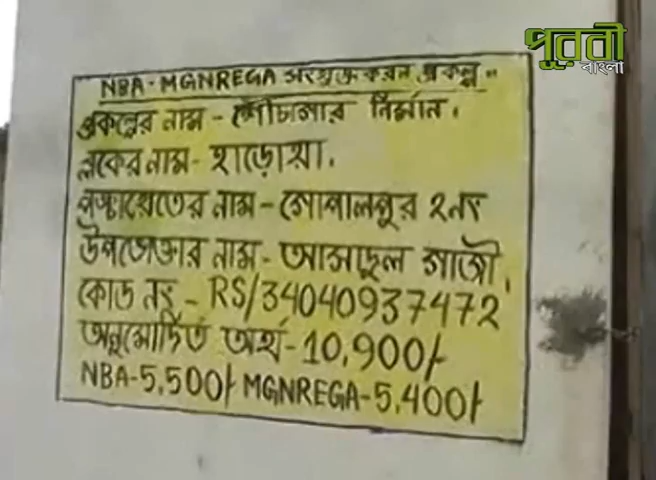 পূরবী
বাংলা
NBA - MGNREGA সংযুক্তকরন প্রকল্প"
প্রকল্পের নাম - শৌচাগার নির্মান।
ব্লকের নাম - হাড়োয়া।
পঞ্চায়েতের নাম - গোপালপুর ২নং
উপভোক্তার নাম - আসাদুল গাজী,
কোড নং - RS/34040937472
অনুমোদিত অর্থ - 10,900/-
NBA-5,500/- MGNREGA-5,400/-